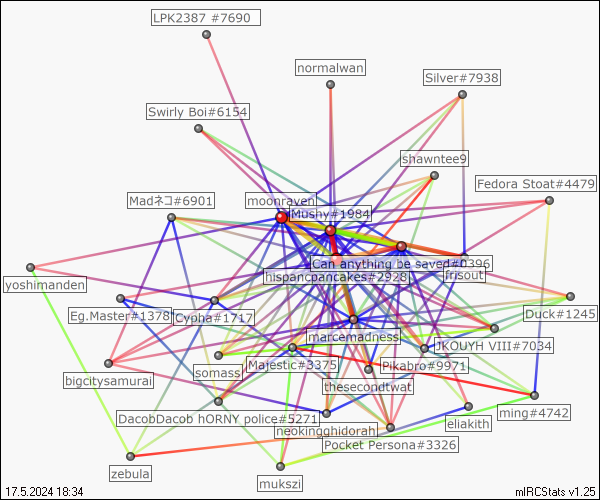 LPK2387 #7690
normalwan
Silver#7938
Swirly Boi#6154
shawntee9
Fedora Stoat#4479
Madネコ#6901
moonraven
Mushy#1984
Can anything be saved#0396
yoshimanden
hispancpancakes#2928
frisout
Eg.Master#1378
Cypha#1717
Duck#1245
marcemadness
JKOUYH VIII#7034
somass
Majestic#3375
Pikabro#9971
bigcitysamurai
thesecondtwat
DacobDacob hORNY police#5271
ming#4742
neokingghidorah
eliakith
Pocket Persona#3326
zebula
mukszi
17.5.2024 18:34
mIRCStats v1.25